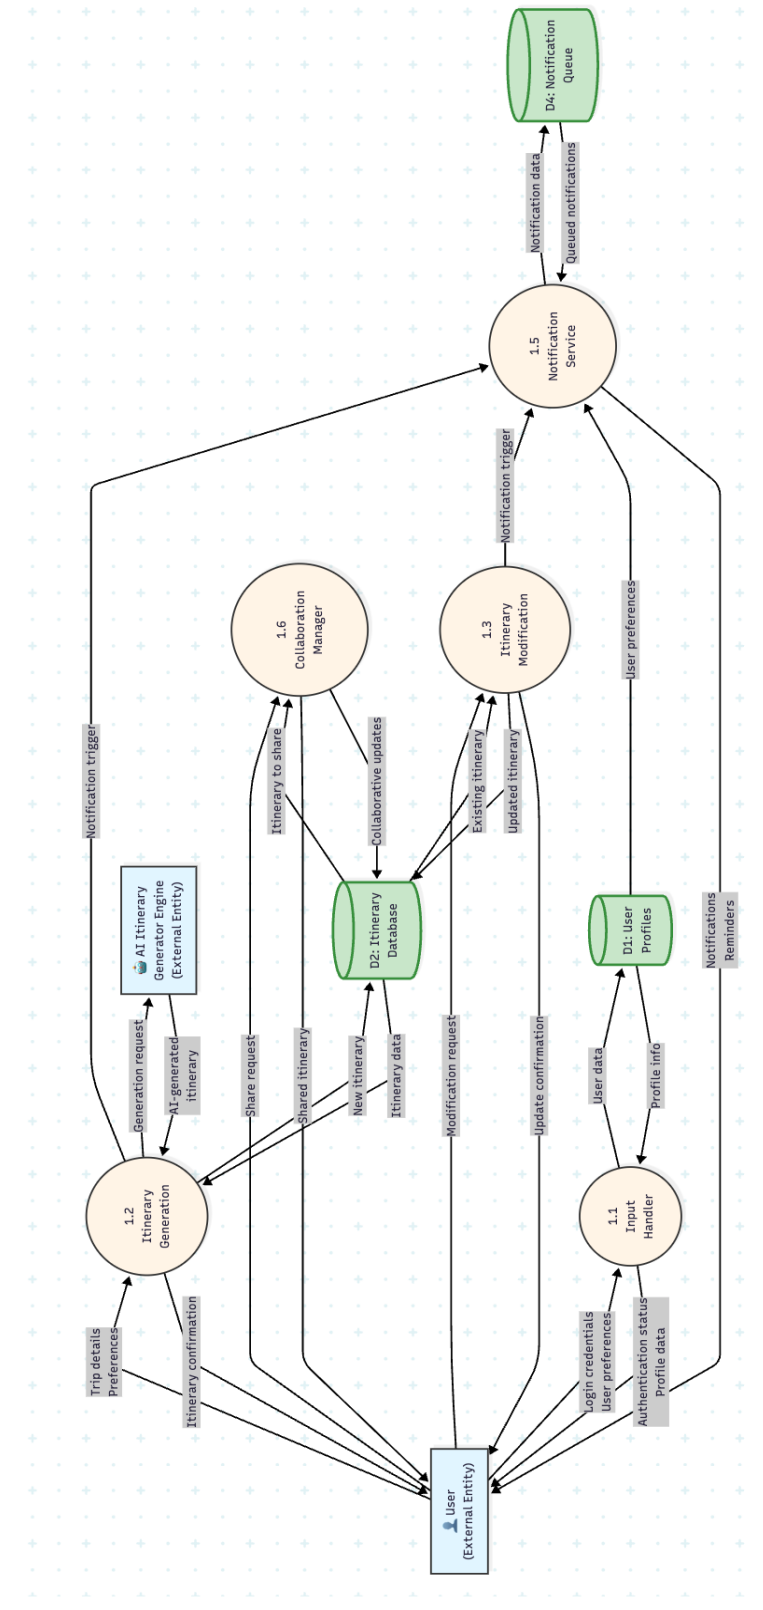 D4: Notification
Queue
Notification data
Queued notifications
1.5
Notification
Service
Notification trigger
1.6
Collaboration
Manager
1.3
Itinerary
Modification
User preferences
Notification trigger
Itinerary to share
Collaborative updates
Existing itinerary
Updated itinerary
AI Itinerary
Generator Engine
(External Entity)
D2: Itinerary
Database
D1: User
Profiles
Notifications
Reminders
Generation request
AI-generated
itinerary
Share request
Shared itinerary
New itinerary
Itinerary data
Modification request
Update confirmation
User data
Profile info
1.2
Itinerary
Generation
1.1
Input
Handler
Trip details
Preferences
Itinerary confirmation
Login credentials
User preferences
Authentication status
Profile data
User
(External Entity)